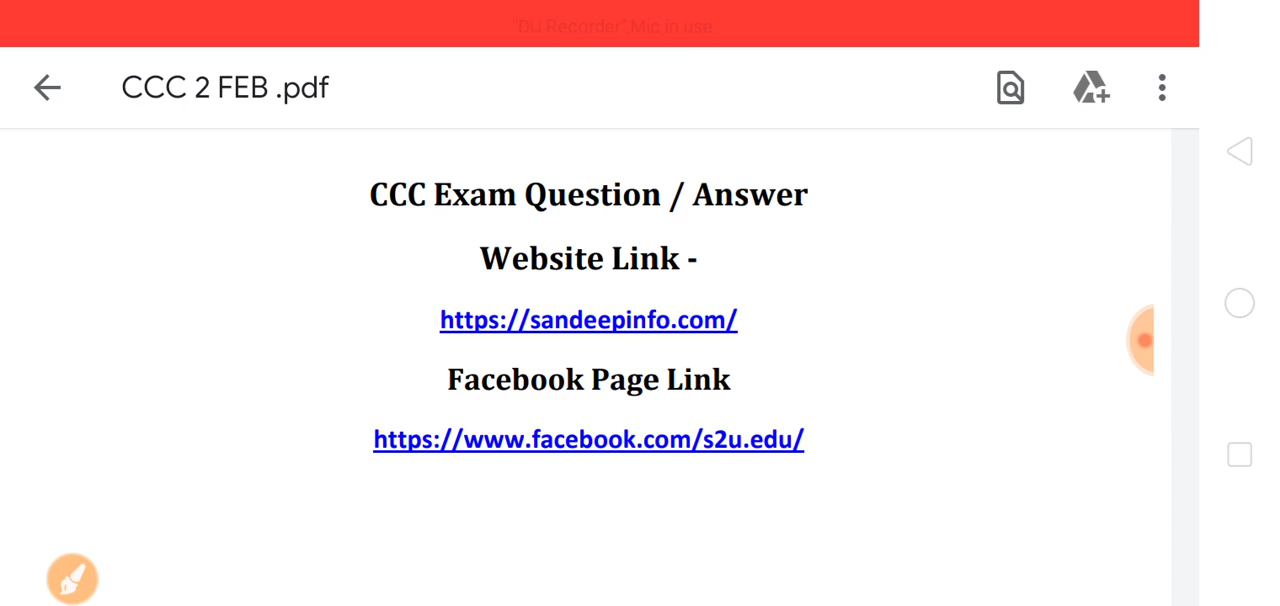 "DU Recorder" Mic in use
CCC 2 FEB .pdf
CCC Exam Question / Answer
Website Link -
https://sandeepinfo.com/
Facebook Page Link
https://www.facebook.com/s2u.edu/